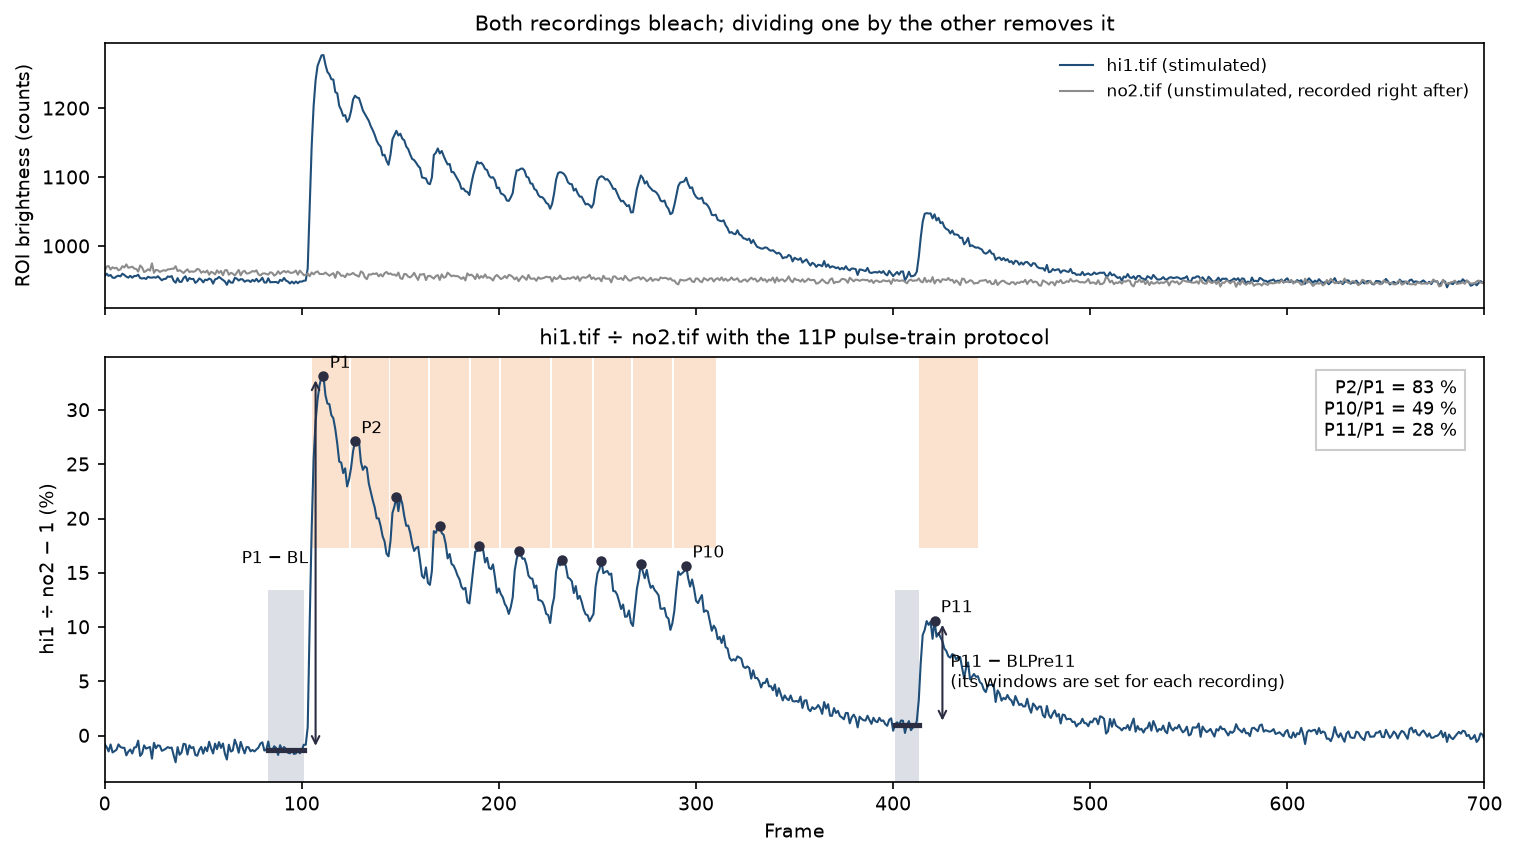 Both recordings bleach; dividing one by the other removes it
ROI brightness (counts)
1200
1100
1000
hi1.tif (stimulated)
no2.tif (unstimulated, recorded right after)
hi1.tif ÷ no2.tif with the 11P pulse-train protocol
hi1 ÷ no2 − 1 (%)
30
25
20
15
10
5
0
P1
P2
P10
P11
P1 − BL
P11 − BLPre11
(its windows are set for each recording)
P2/P1 = 83 %
P10/P1 = 49 %
P11/P1 = 28 %
0 100 200 300 400 500 600 700
Frame